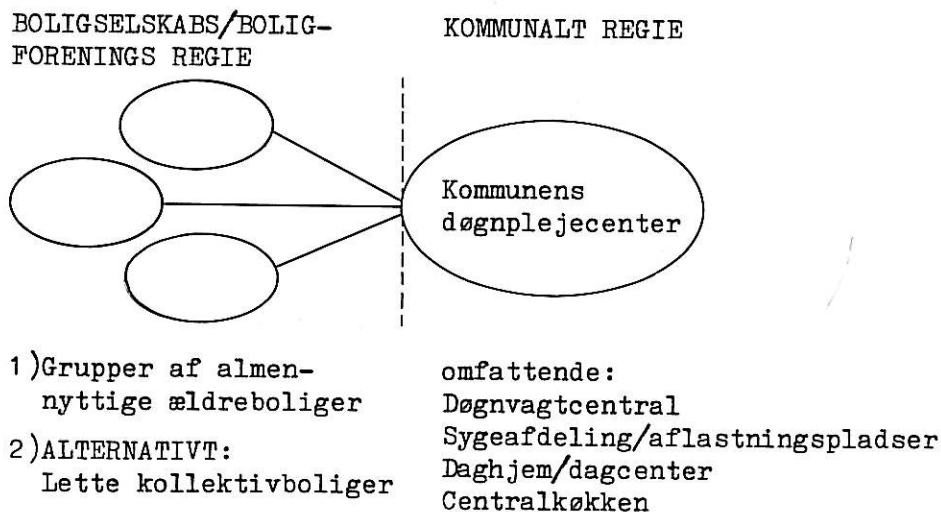 BOLIGSELSKABS/BOLIG-
FORENINGS REGIE
KOMMUNALT REGIE
Kommunens
døgnplejecenter
1)Grupper af almen-
nyttige ældreboliger
2)ALTERNATIVT:
Lette kollektivboliger
omfattende:
Døgnvagtcentral
Sygeafdeling/aflastningspladser
Daghjem/dagcenter
Centralkøkken